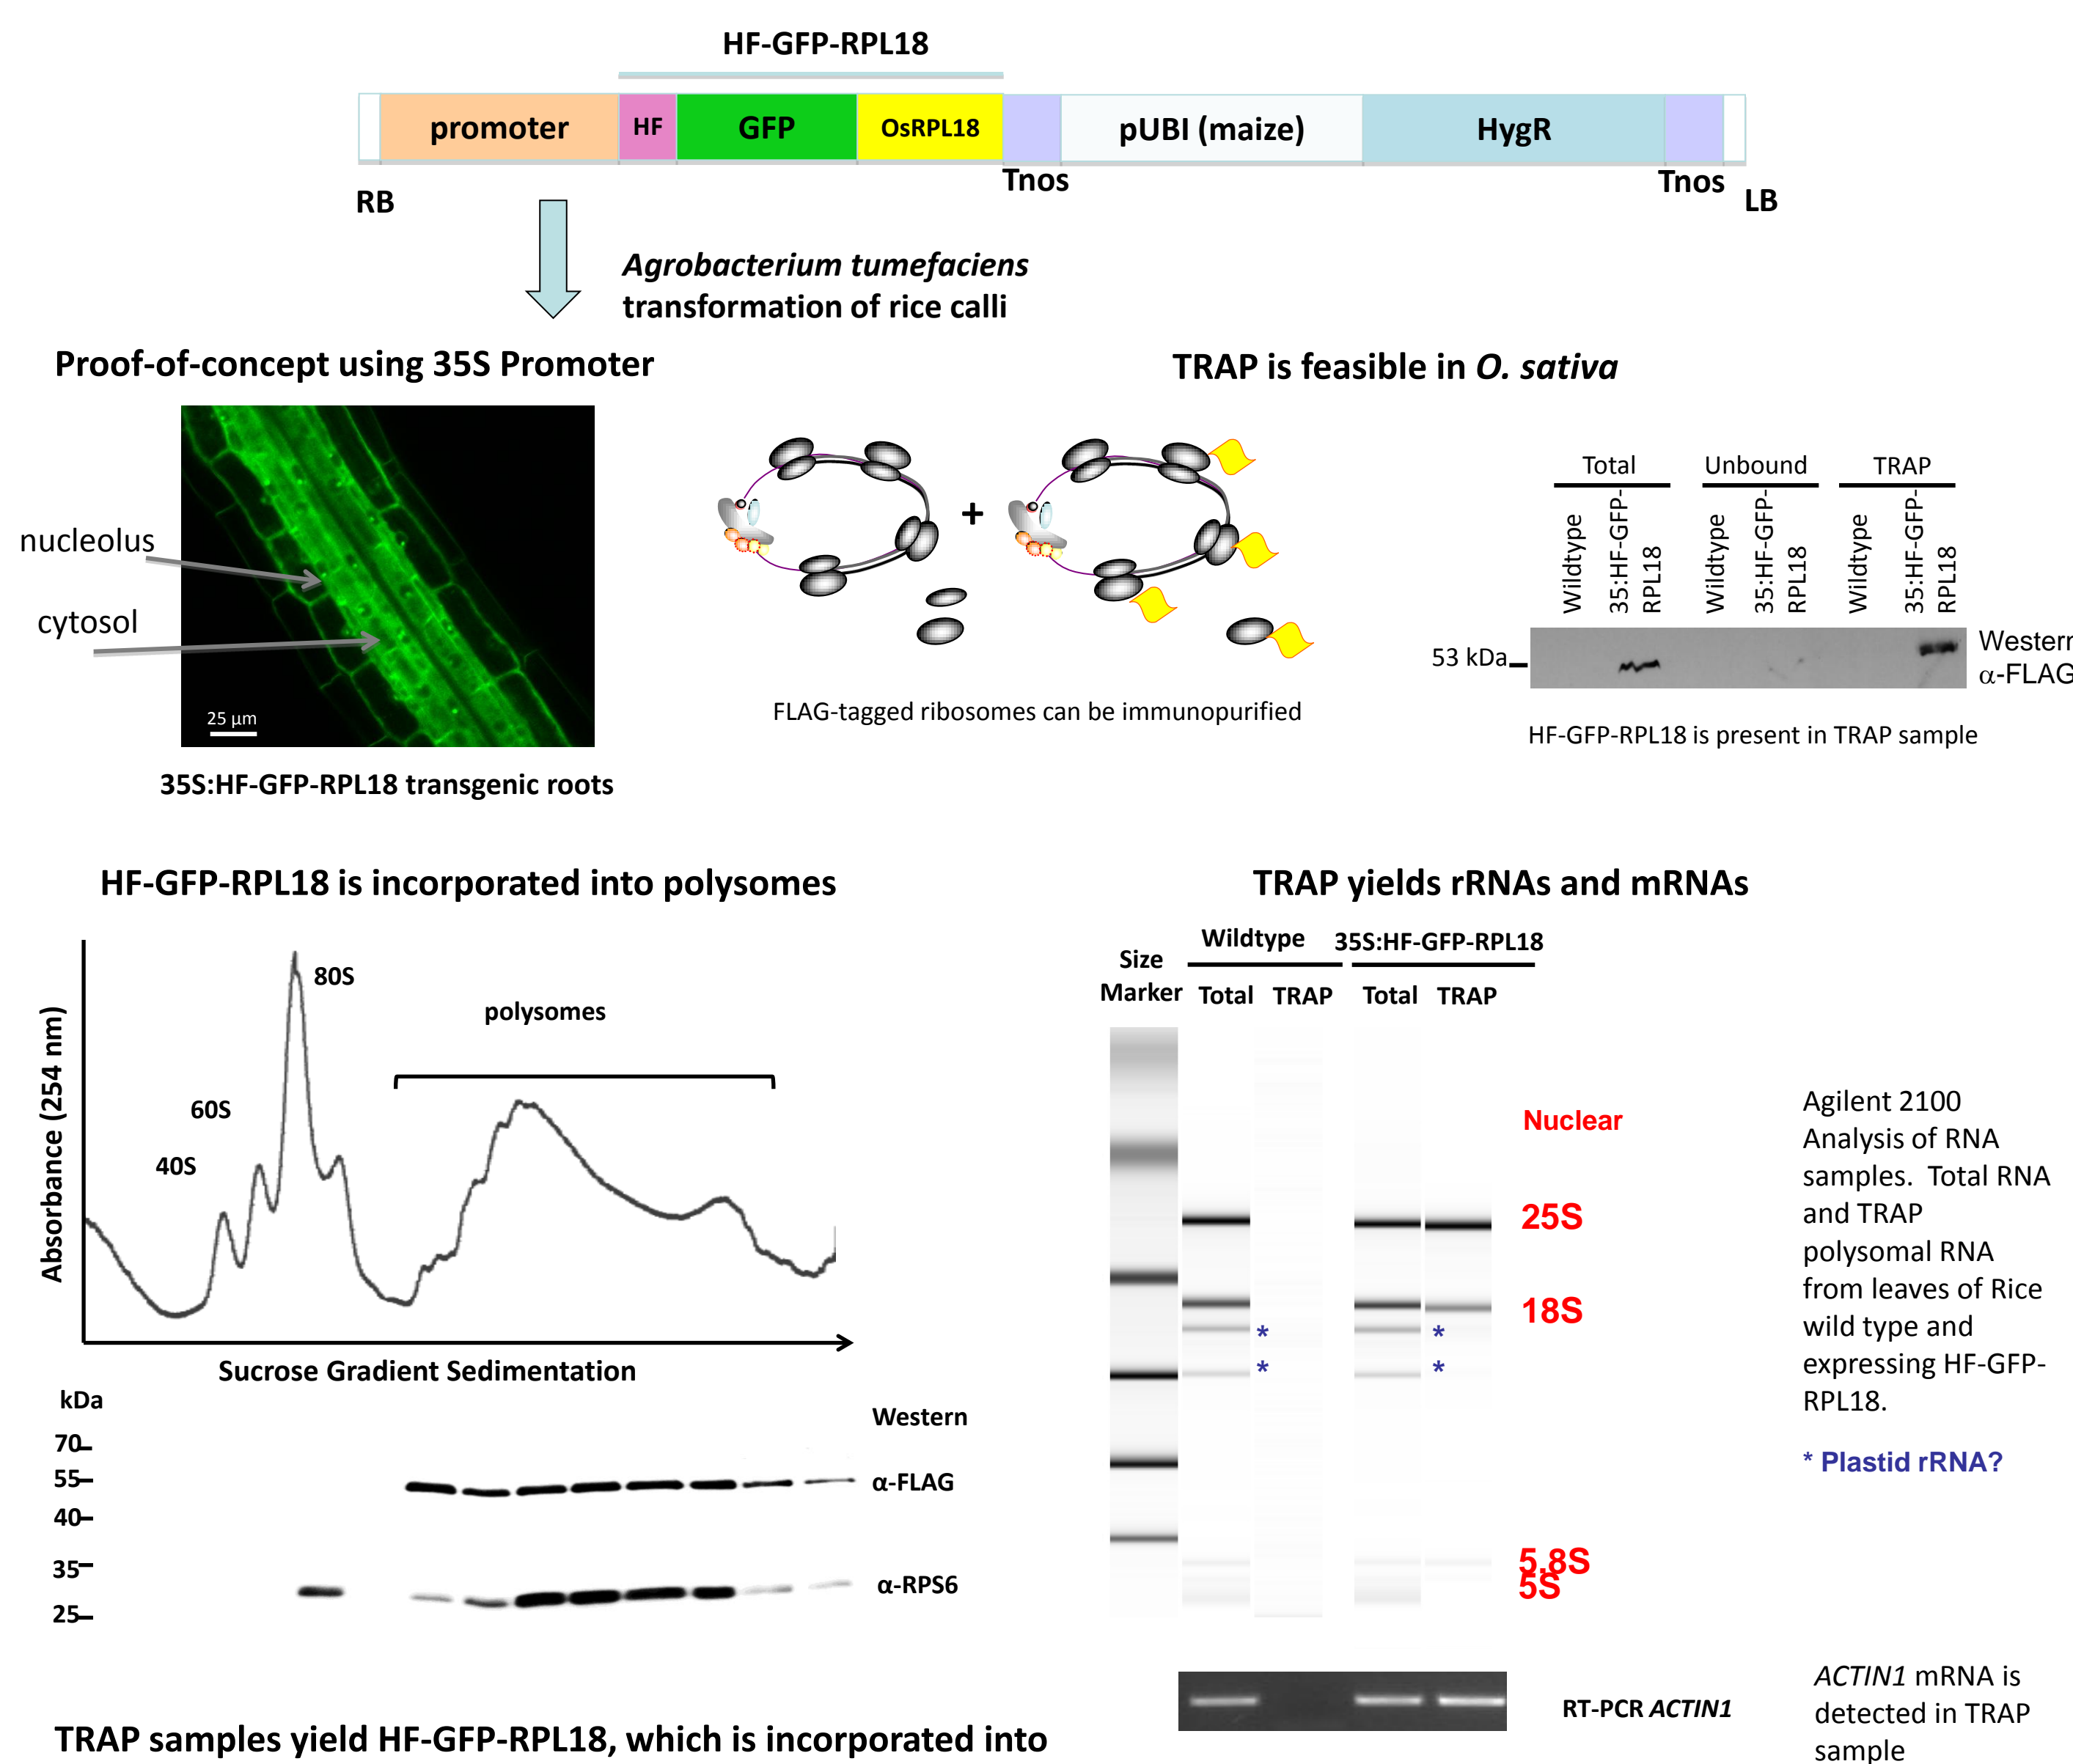 HF-GFP-RPL18
promoter
HF
GFP
OsRPL18
pUBI (maize)
HygR
Tnos
Tnos
RB
LB
Agrobacterium tumefaciens
transformation of rice calli
Proof-of-concept using 35S Promoter
nucleolus
cytosol
25 µm
35S:HF-GFP-RPL18 transgenic roots
TRAP is feasible in O. sativa
+
FLAG-tagged ribosomes can be immunopurified
Total
Unbound
TRAP
Wildtype
35:HF-GFP-
RPL18
Wildtype
35:HF-GFP-
RPL18
Wildtype
35:HF-GFP-
RPL18
53 kDa
Western
α-FLAG
HF-GFP-RPL18 is present in TRAP sample
HF-GFP-RPL18 is incorporated into polysomes
80S
polysomes
60S
40S
Absorbance (254 nm)
Sucrose Gradient Sedimentation
kDa
70
55
40
35
25
Western
α-FLAG
α-RPS6
TRAP yields rRNAs and mRNAs
Wildtype
35S:HF-GFP-RPL18
Size
Marker
Total
TRAP
Total
TRAP
Nuclear
25S
18S
*
*
*
*
5.8S
5S
Agilent 2100
Analysis of RNA
samples. Total RNA
and TRAP
polysomal RNA
from leaves of Rice
wild type and
expressing HF-GFP-
RPL18.
* Plastid rRNA?
RT-PCR ACTIN1
ACTIN1 mRNA is
detected in TRAP
sample
TRAP samples yield HF-GFP-RPL18, which is incorporated into